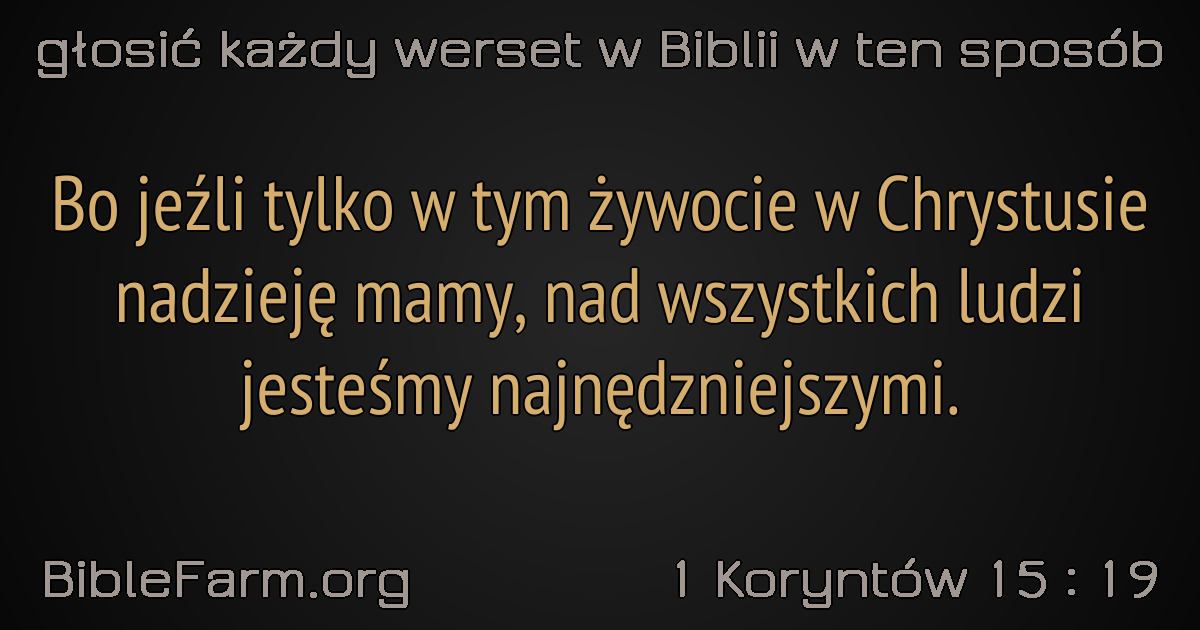 głosić każdy werset w Biblii w ten sposób
Bo jeźli tylko w tym żywocie w Chrystusie
nadzieję mamy, nad wszystkich ludzi
jesteśmy najnędzniejszymi.
BibleFarm.org
1 Koryntów 15 : 19